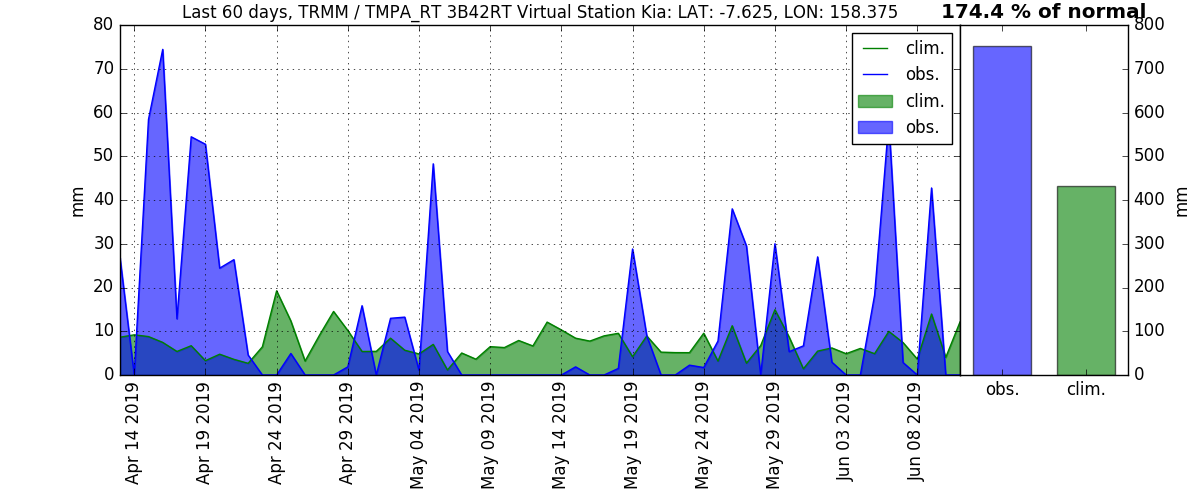 Last 60 days, TRMM / TMPA_RT 3B42RT Virtual Station Kia: LAT: -7.625, LON: 158.375
174.4 % of normal
80
70
60
50
40
30
20
10
0
mm
clim.
obs.
clim.
obs.
800
700
600
500
400
300
200
100
0
mm
obs.
clim.
Apr 14 2019
Apr 19 2019
Apr 24 2019
Apr 29 2019
May 04 2019
May 09 2019
May 14 2019
May 19 2019
May 24 2019
May 29 2019
Jun 03 2019
Jun 08 2019